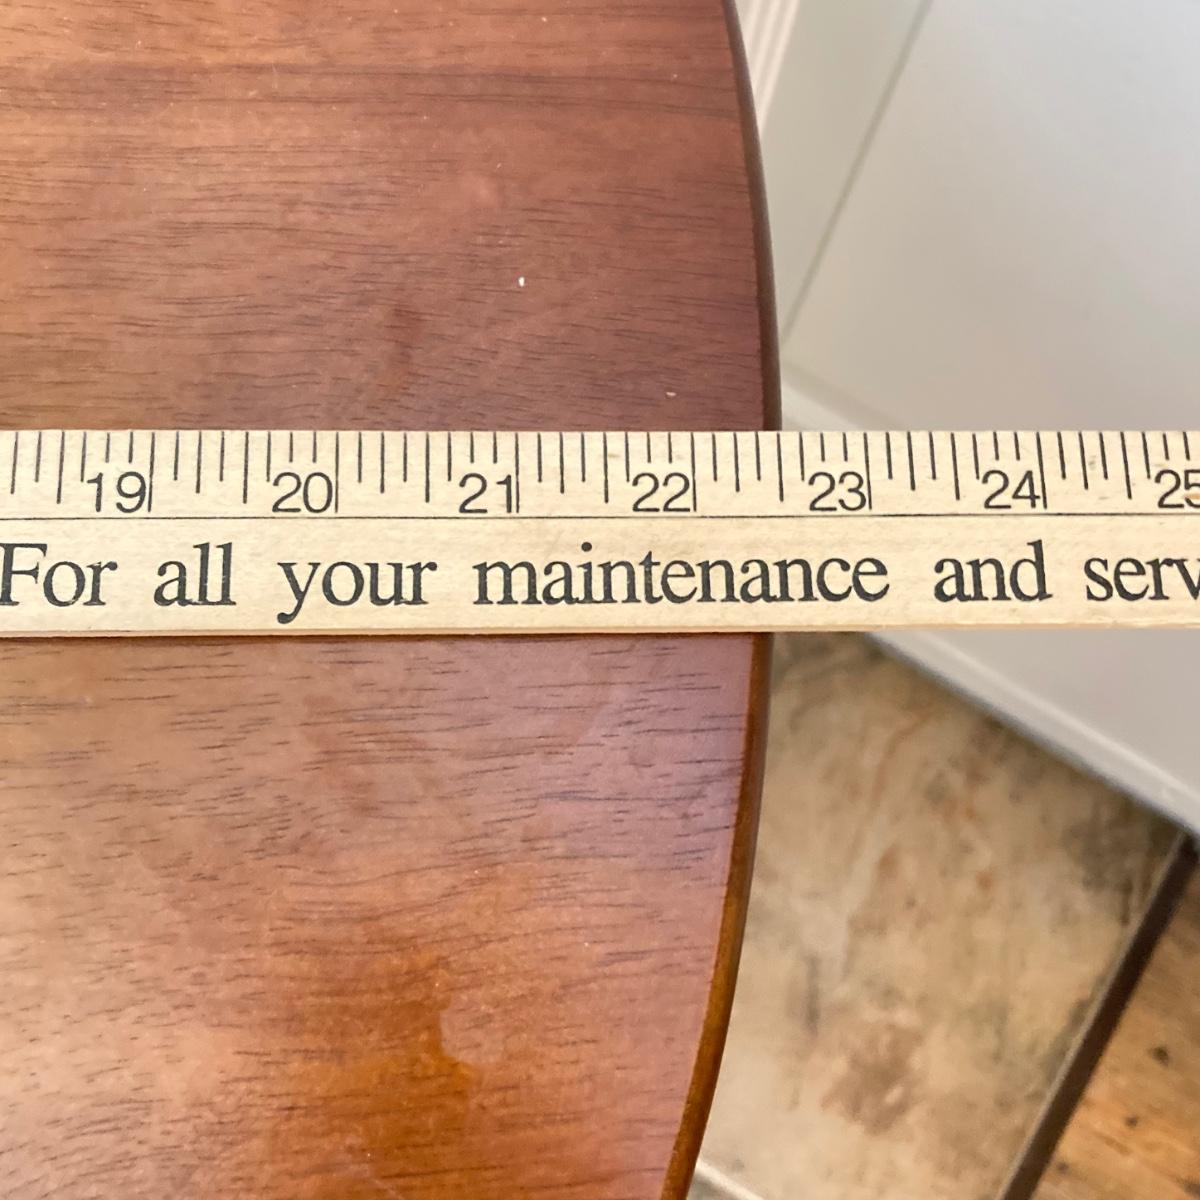 19 20 21 22 23 24 25
For all your maintenance and serv